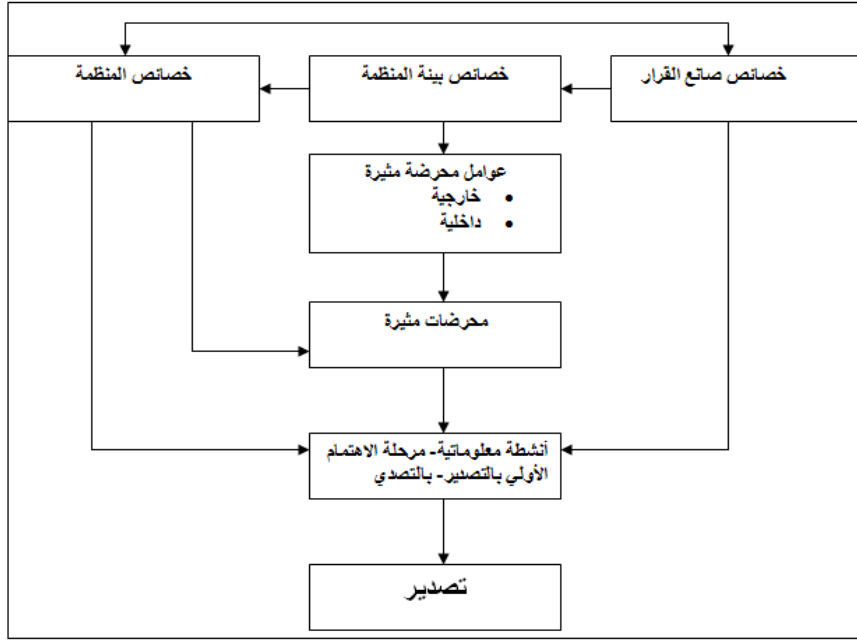 خصائص صانع القرار
خصائص بيئة المنظمة
خصائص المنظمة
عوامل محرضة مثيرة
• خارجية
• داخلية
محرضات مثيرة
أنشطة معلوماتية- مرحلة الاهتمام
الأولي بالتصدير- بالتصدي
تصدير